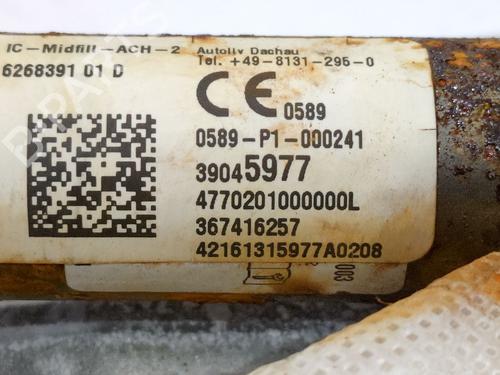 IC-Midfill-ACH-2 Autoliv Dachau
6268391 01 D Tel. +49-8131-295-0
CE 0589
0589-P1-000241
39045977
4770201000000L
367416257
42161315977A0208